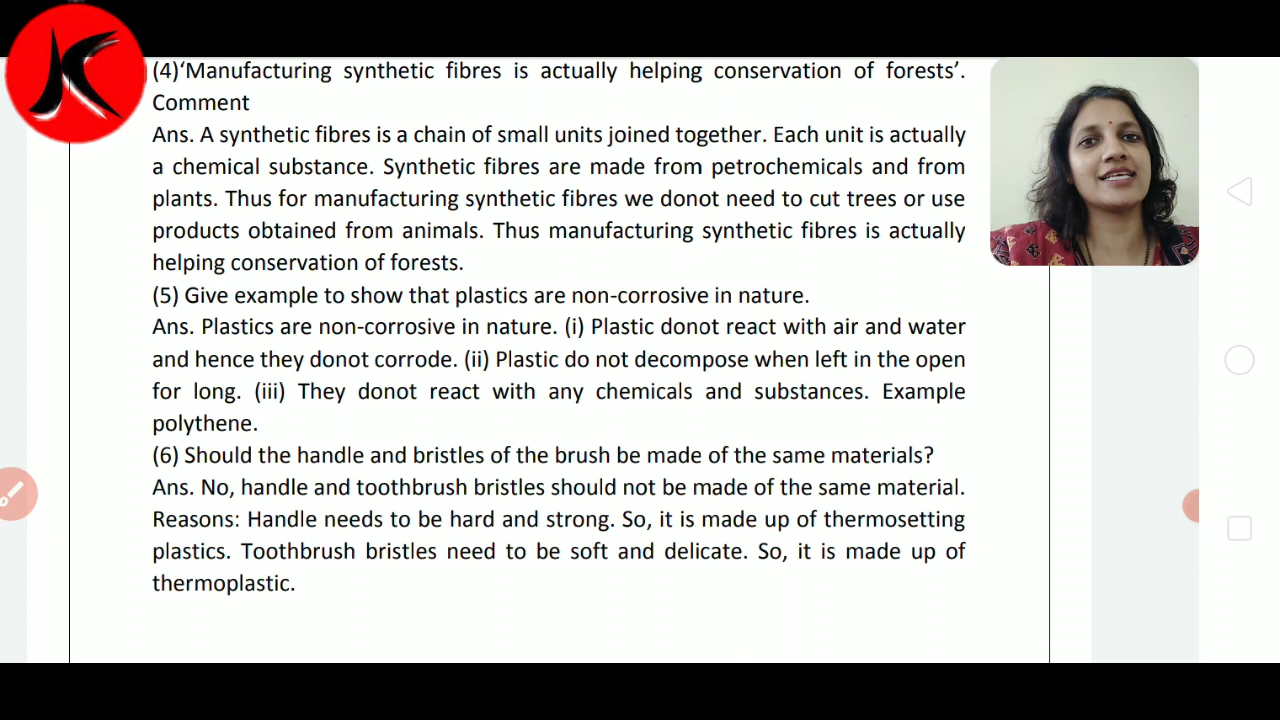 (4)‘Manufacturing synthetic fibres is actually helping conservation of forests’.
Comment
Ans. A synthetic fibres is a chain of small units joined together. Each unit is actually
a chemical substance. Synthetic fibres are made from petrochemicals and from
plants. Thus for manufacturing synthetic fibres we donot need to cut trees or use
products obtained from animals. Thus manufacturing synthetic fibres is actually
helping conservation of forests.
(5) Give example to show that plastics are non-corrosive in nature.
Ans. Plastics are non-corrosive in nature. (i) Plastic donot react with air and water
and hence they donot corrode. (ii) Plastic do not decompose when left in the open
for long. (iii) They donot react with any chemicals and substances. Example
polythene.
(6) Should the handle and bristles of the brush be made of the same materials?
Ans. No, handle and toothbrush bristles should not be made of the same material.
Reasons: Handle needs to be hard and strong. So, it is made up of thermosetting
plastics. Toothbrush bristles need to be soft and delicate. So, it is made up of
thermoplastic.